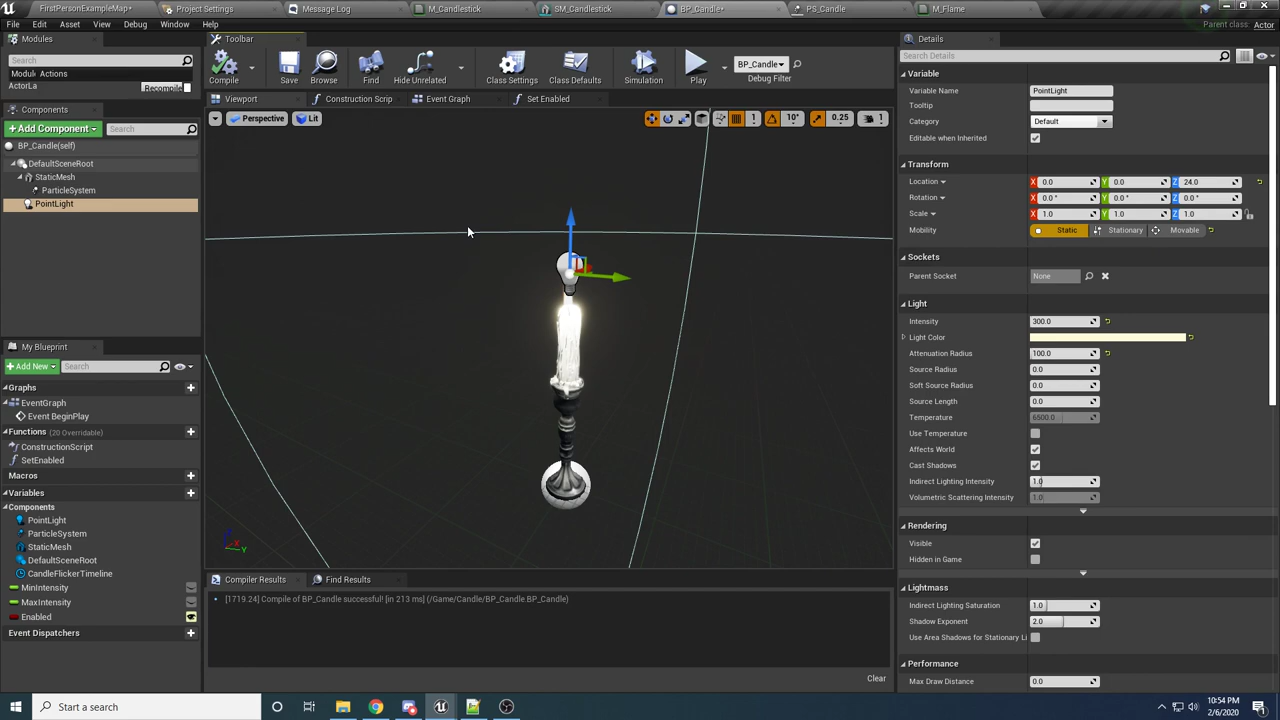 FirstPersonExampleMap*
Project Settings
Message Log
M_Candlestick
SM_Candlestick
BP_Candle*
PS_Candle
M_Flame
File
Edit
Asset
View
Debug
Window
Help
Parent class: Actor
Modules
Search
Modul Actions
ActorLa
Recompile
Components
+Add Component
Search
BP_Candle(self)
DefaultSceneRoot
StaticMesh
ParticleSystem
PointLight
My Blueprint
+Add New
Search
Graphs
EventGraph
Event BeginPlay
Functions (20 Overridable)
ConstructionScript
SetEnabled
Macros
Variables
Components
PointLight
ParticleSystem
StaticMesh
DefaultSceneRoot
CandleFlickerTimeline
MinIntensity
MaxIntensity
Enabled
Event Dispatchers
Toolbar
Compile
Save
Browse
Find
Hide Unrelated
Class Settings
Class Defaults
Simulation
Play
BP_Candle
Debug Filter
Viewport
Construction Scrip
Event Graph
Set Enabled
Perspective
Lit
1
10°
0.25
1
X
Y
Compiler Results
Find Results
[1719.24] Compile of BP_Candle successful! [in 213 ms] (/Game/Candle/BP_Candle.BP_Candle)
Clear
Details
Search Details
Variable
Variable Name PointLight
Tooltip
Category Default
Editable when Inherited
Transform
Location X 0.0 Y 0.0 Z 24.0
Rotation X 0.0 ° Y 0.0 ° Z 0.0 °
Scale X 1.0 Y 1.0 Z 1.0
Mobility Static Stationary Movable
Sockets
Parent Socket None
Light
Intensity 300.0
Light Color
Attenuation Radius 100.0
Source Radius 0.0
Soft Source Radius 0.0
Source Length 0.0
Temperature 6500.0
Use Temperature
Affects World
Cast Shadows
Indirect Lighting Intensity 1.0
Volumetric Scattering Intensity 1.0
Rendering
Visible
Hidden in Game
Lightmass
Indirect Lighting Saturation 1.0
Shadow Exponent 2.0
Use Area Shadows for Stationary Li
Performance
Max Draw Distance 0.0
Start a search
10:54 PM
2/6/2020